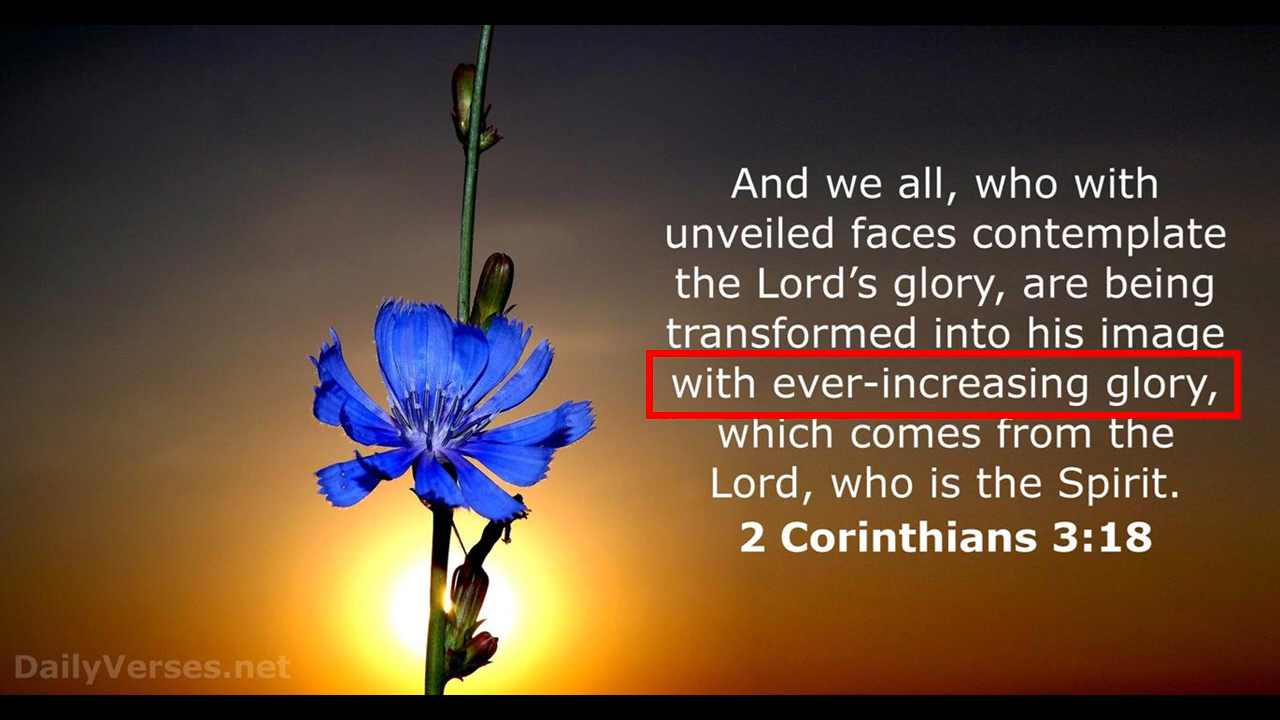 And we all, who with
unveiled faces contemplate
the Lord’s glory, are being
transformed into his image
with ever-increasing glory,
which comes from the
Lord, who is the Spirit.
2 Corinthians 3:18
DailyVerses.net